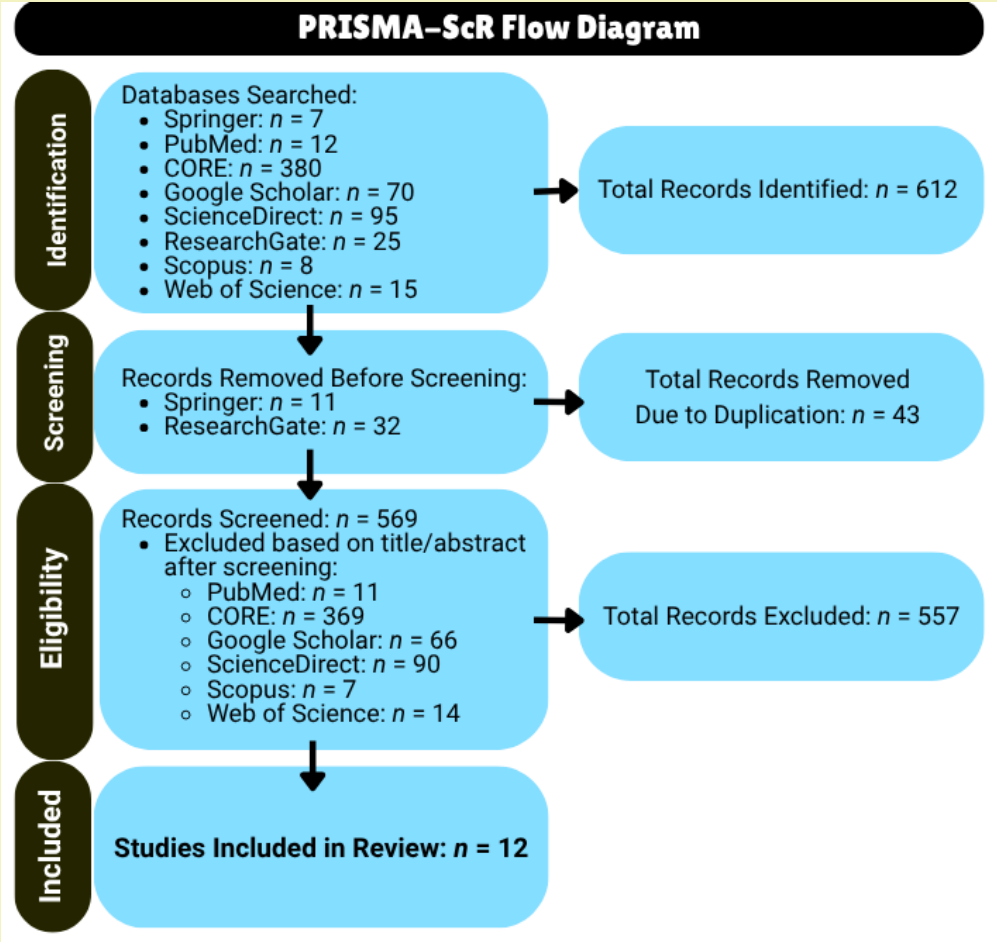 PRISMA-ScR Flow Diagram
Identification
Databases Searched:
• Springer: n = 7
• PubMed: n = 12
• CORE: n = 380
• Google Scholar: n = 70
• ScienceDirect: n = 95
• ResearchGate: n = 25
• Scopus: n = 8
• Web of Science: n = 15
Total Records Identified: n = 612
Screening
Records Removed Before Screening:
• Springer: n = 11
• ResearchGate: n = 32
Total Records Removed
Due to Duplication: n = 43
Eligibility
Records Screened: n = 569
• Excluded based on title/abstract
after screening:
◦ PubMed: n = 11
◦ CORE: n = 369
◦ Google Scholar: n = 66
◦ ScienceDirect: n = 90
◦ Scopus: n = 7
◦ Web of Science: n = 14
Total Records Excluded: n = 557
Included
Studies Included in Review: n = 12